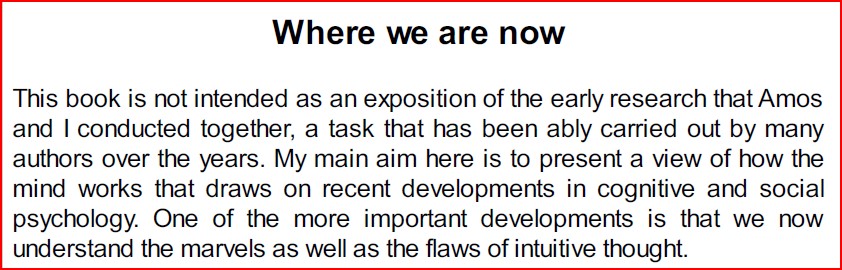 Where we are now
This book is not intended as an exposition of the early research that Amos
and I conducted together, a task that has been ably carried out by many
authors over the years. My main aim here is to present a view of how the
mind works that draws on recent developments in cognitive and social
psychology. One of the more important developments is that we now
understand the marvels as well as the flaws of intuitive thought.